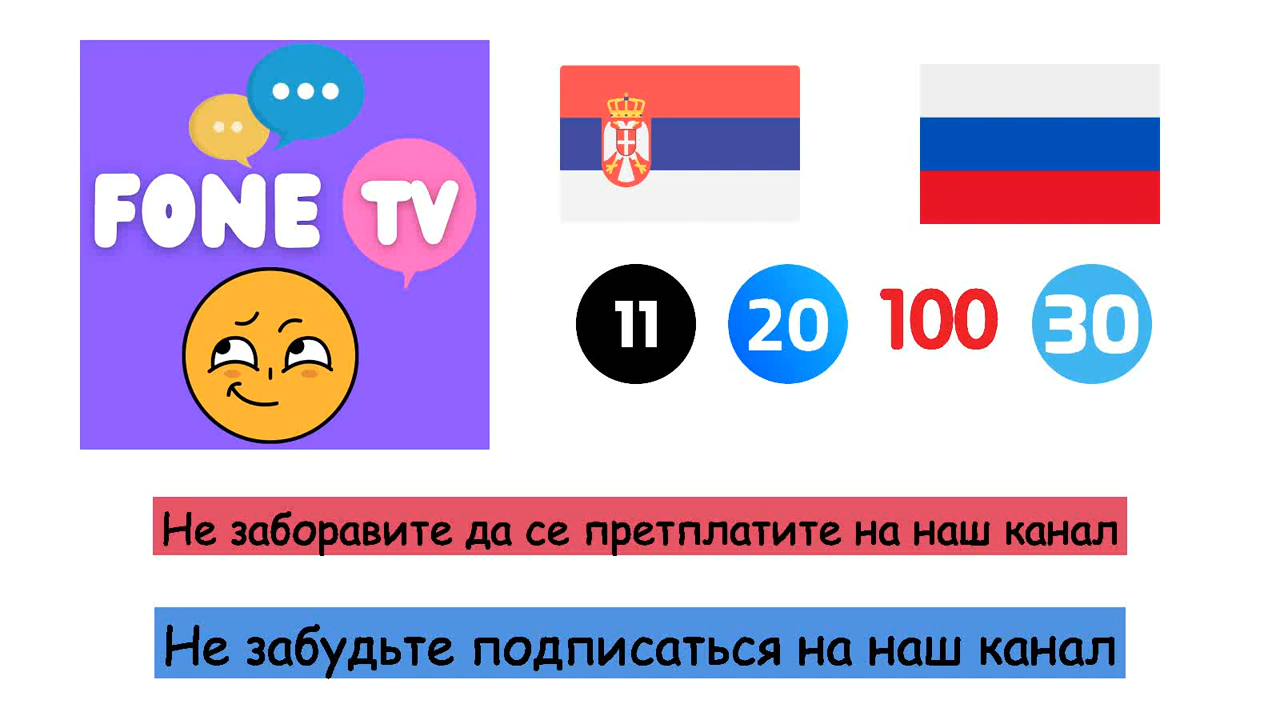 FONE TV
11 20 100 30
Не заборавите да се претплатите на наш канал
Не забудьте подписаться на наш канал